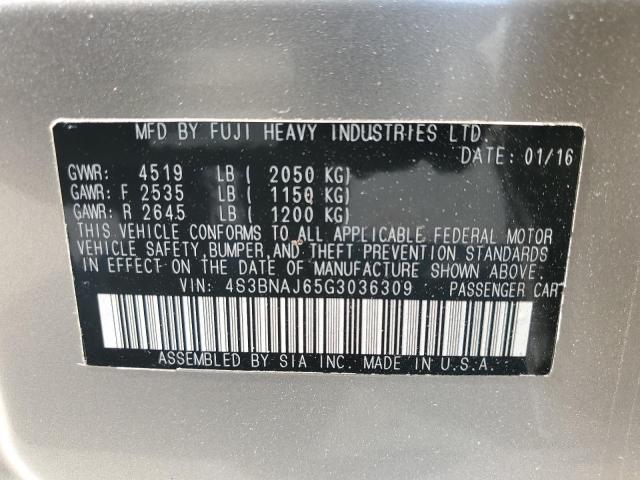 MFD BY FUJI HEAVY INDUSTRIES LTD.
DATE: 01/16
GVWR: 4519 LB ( 2050 KG)
GAWR: F 2535 LB ( 1150 KG)
GAWR: R 2645 LB ( 1200 KG)
THIS VEHICLE CONFORMS TO ALL APPLICABLE FEDERAL MOTOR
VEHICLE SAFETY, BUMPER, AND THEFT PREVENTION STANDARDS
IN EFFECT ON THE DATE OF MANUFACTURE SHOWN ABOVE.
VIN: 4S3BNAJ65G3036309 PASSENGER CAR
ASSEMBLED BY SIA INC. MADE IN U.S.A.